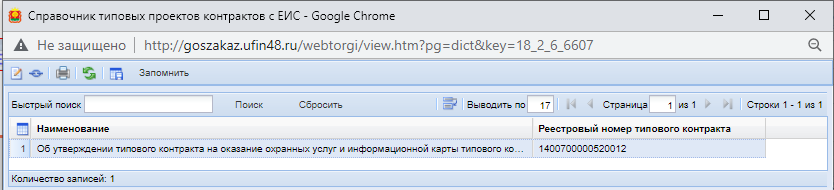 Справочник типовых проектов контрактов с ЕИС - Google Chrome
Не защищено http://goszakaz.ufin48.ru/webtorgi/view.htm?pg=dict&key=18_2_6_6607
Запомнить
Быстрый поиск Поиск Сбросить Выводить по 17 Страница 1 из 1 Строки 1 - 1 из 1
Наименование Реестровый номер типового контракта
1 Об утверждении типового контракта на оказание охранных услуг и информационной карты типового ко... 1400700000520012
Количество записей: 1